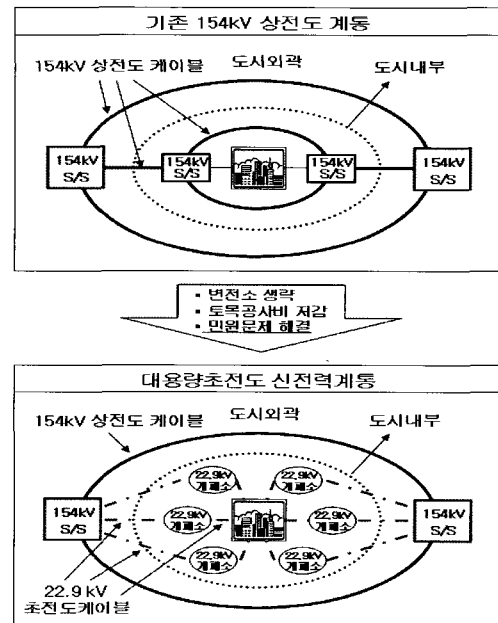 기존 154kV 상전도 계통
154kV 상전도 케이블
도시외곽
도시내부
154kV
S/S
154kV
S/S
154kV
S/S
154kV
S/S
▪ 변전소 생략
▪ 토목공사비 저감
▪ 민원문제 해결
대용량초전도 신전력계통
154kV 상전도 케이블
도시외곽
도시내부
22.9kV
개폐소
22.9kV
개폐소
154kV
S/S
22.9kV
개폐소
22.9kV
개폐소
154kV
S/S
22.9kV
개폐소
22.9kV
개폐소
22.9 kV
초전도케이블